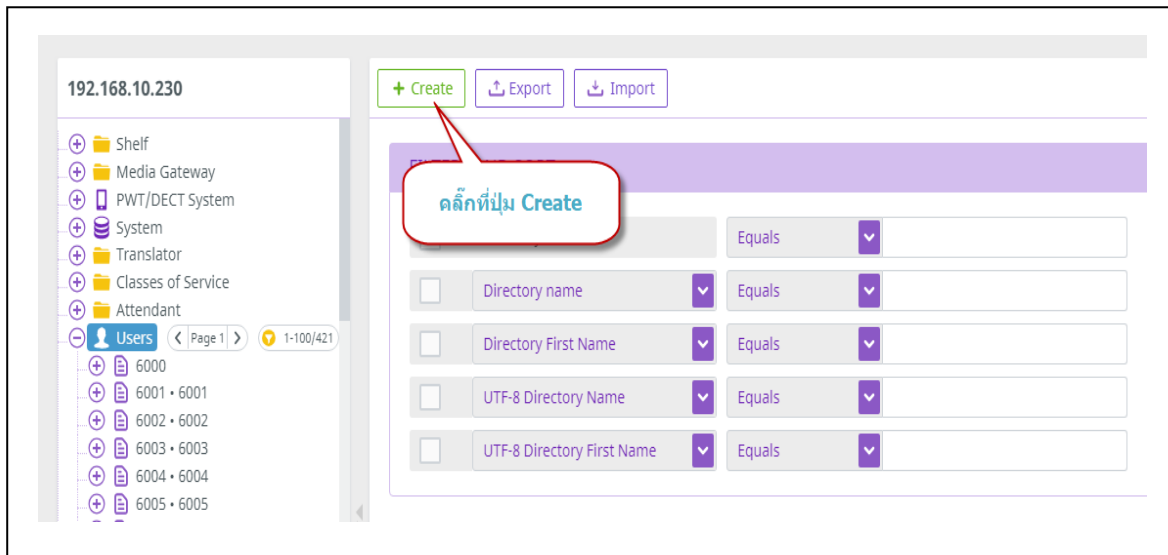 192.168.10.230
Shelf
Media Gateway
PWT/DECT System
System
Translator
Classes of Service
Attendant
Users
Page 1
1-100/421
6000
6001 • 6001
6002 • 6002
6003 • 6003
6004 • 6004
6005 • 6005
+ Create
Export
Import
คลิ๊กที่ปุ่ม Create
Equals
Directory name
Equals
Directory First Name
Equals
UTF-8 Directory Name
Equals
UTF-8 Directory First Name
Equals